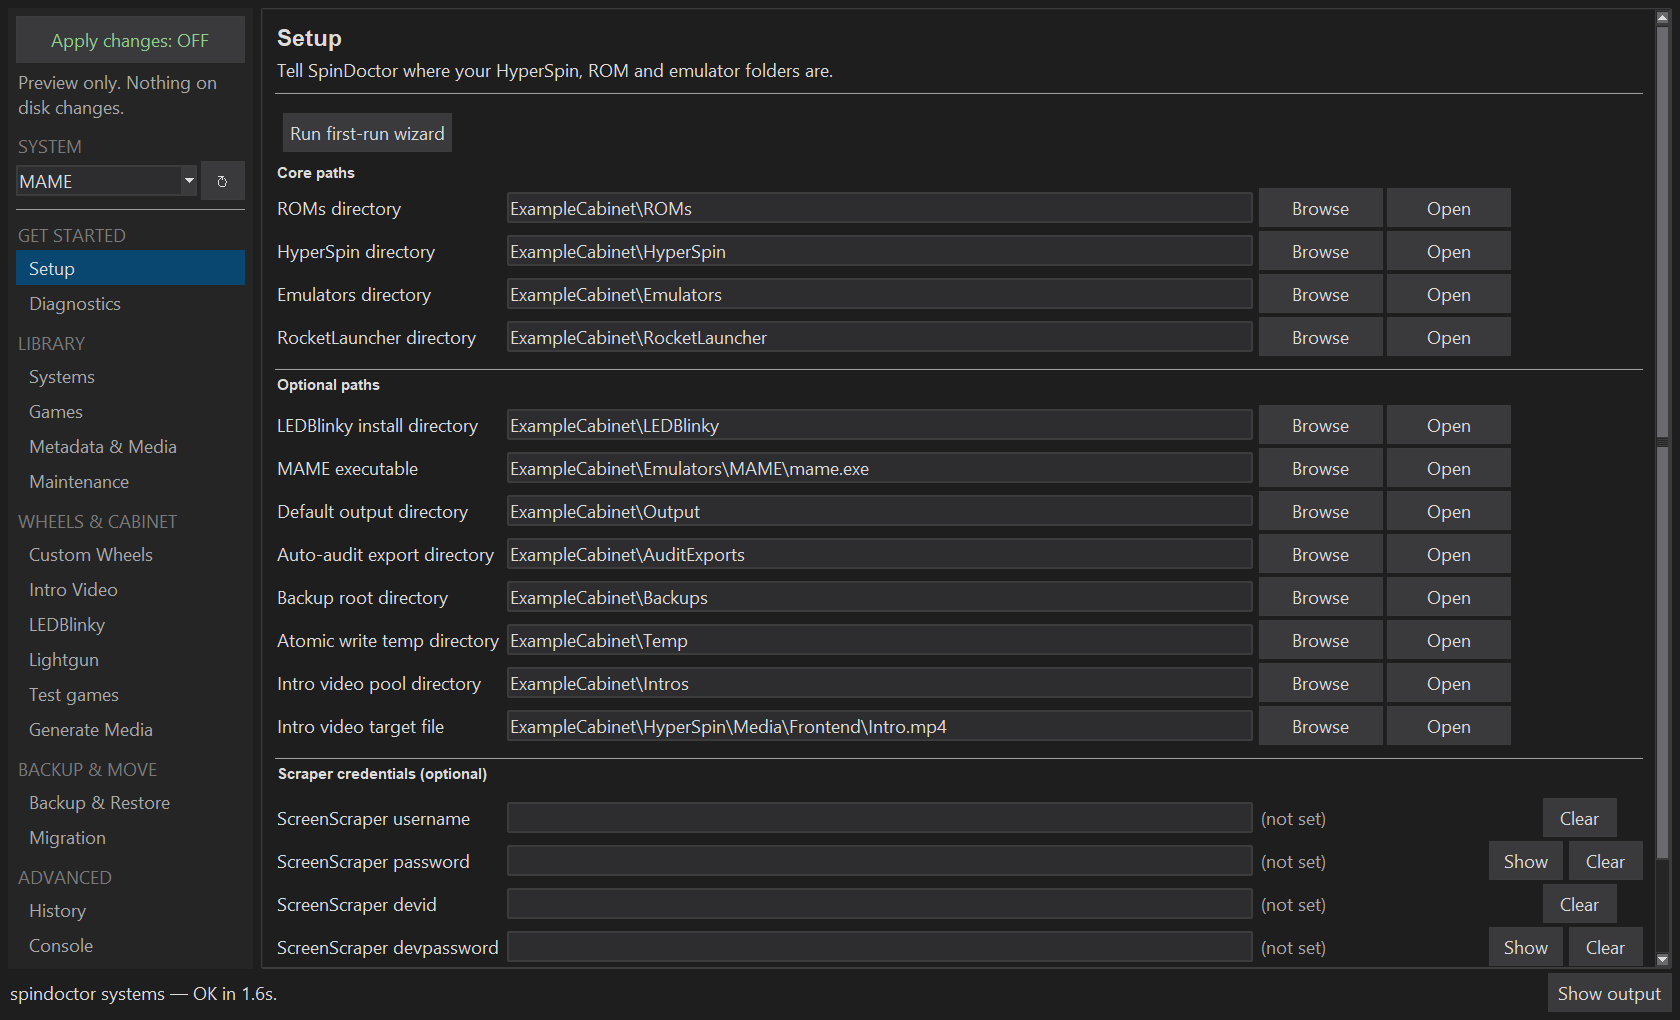 Apply changes: OFF
Preview only. Nothing on
disk changes.
SYSTEM
MAME
GET STARTED
Setup
Diagnostics
LIBRARY
Systems
Games
Metadata & Media
Maintenance
WHEELS & CABINET
Custom Wheels
Intro Video
LEDBlinky
Lightgun
Test games
Generate Media
BACKUP & MOVE
Backup & Restore
Migration
ADVANCED
History
Console
Setup
Tell SpinDoctor where your HyperSpin, ROM and emulator folders are.
Run first-run wizard
Core paths
ROMs directory ExampleCabinet\ROMs Browse Open
HyperSpin directory ExampleCabinet\HyperSpin Browse Open
Emulators directory ExampleCabinet\Emulators Browse Open
RocketLauncher directory ExampleCabinet\RocketLauncher Browse Open
Optional paths
LEDBlinky install directory ExampleCabinet\LEDBlinky Browse Open
MAME executable ExampleCabinet\Emulators\MAME\mame.exe Browse Open
Default output directory ExampleCabinet\Output Browse Open
Auto-audit export directory ExampleCabinet\AuditExports Browse Open
Backup root directory ExampleCabinet\Backups Browse Open
Atomic write temp directory ExampleCabinet\Temp Browse Open
Intro video pool directory ExampleCabinet\Intros Browse Open
Intro video target file ExampleCabinet\HyperSpin\Media\Frontend\Intro.mp4 Browse Open
Scraper credentials (optional)
ScreenScraper username (not set) Clear
ScreenScraper password (not set) Show Clear
ScreenScraper devid (not set) Clear
ScreenScraper devpassword (not set) Show Clear
spindoctor systems — OK in 1.6s.
Show output